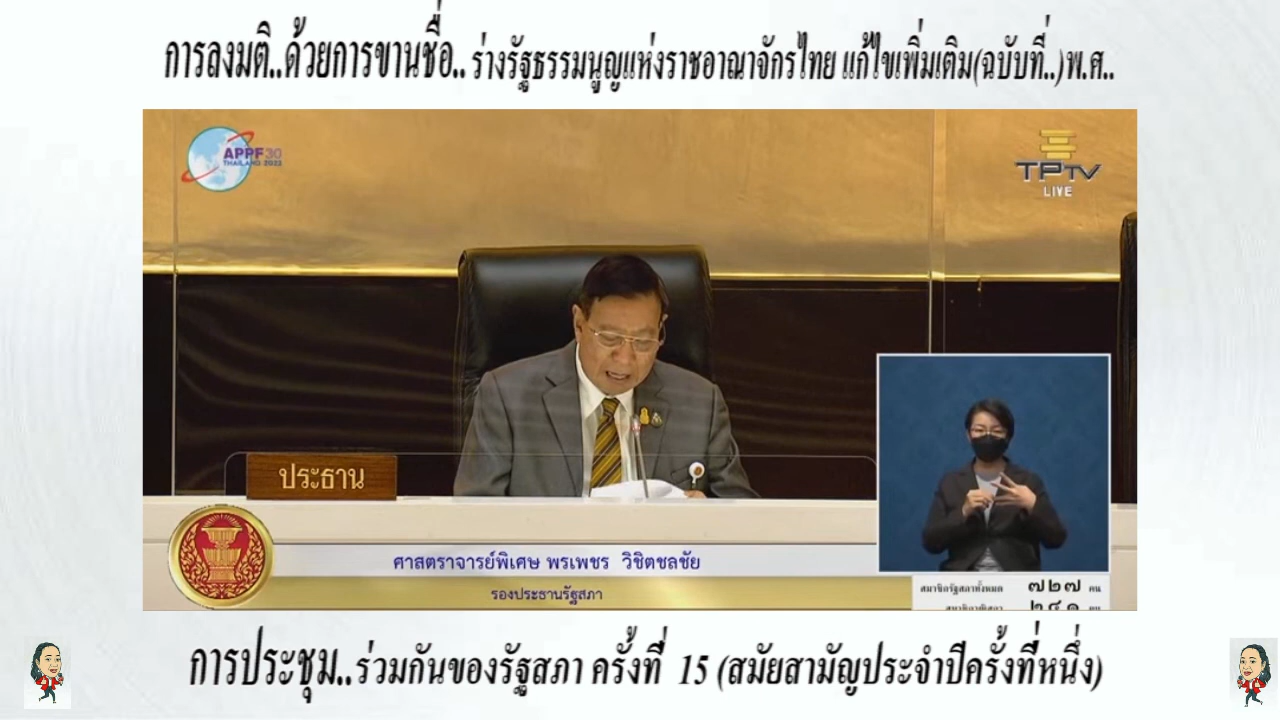 การลงมติ..ด้วยการขานชื่อ.. ร่างรัฐธรรมนูญแห่งราชอาณาจักรไทย แก้ไขเพิ่มเติม(ฉบับที่..)พ.ศ..
APPF30
THAILAND 2022
TPTV
LIVE
ประธาน
ศาสตราจารย์พิเศษ พรเพชร วิชิตชลชัย
รองประธานรัฐสภา
สมาชิกรัฐสภาทั้งหมด ๗๒๗ คน
การประชุม..ร่วมกันของรัฐสภา ครั้งที่ 15 (สมัยสามัญประจำปีครั้งที่หนึ่ง)